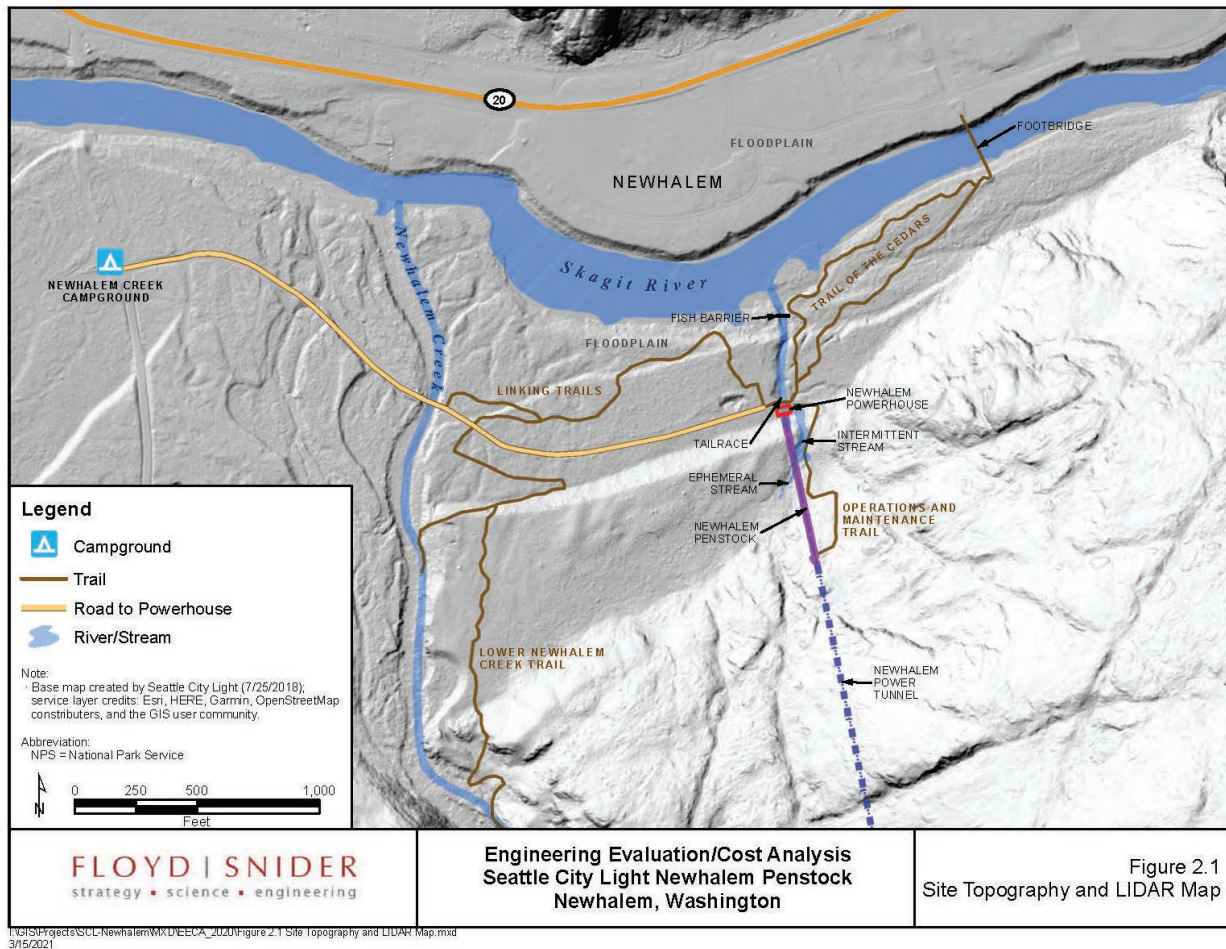 20
FOOTBRIDGE
FLOODPLAIN
NEWHALEM
Newhalem Creek
NEWHALEM CREEK
CAMPGROUND
Skagit River
TRAIL OF THE CEDARS
FISH BARRIER
FLOODPLAIN
LINKING TRAILS
NEWHALEM
POWERHOUSE
TAILRACE
INTERMITTENT
STREAM
EPHEMERAL
STREAM
NEWHALEM
PENSTOCK
OPERATIONS AND
MAINTENANCE
TRAIL
LOWER NEWHALEM
CREEK TRAIL
NEWHALEM
POWER
TUNNEL
Legend
Campground
Trail
Road to Powerhouse
River/Stream
Note:
· Base map created by Seattle City Light (7/25/2018);
service layer credits: Esri, HERE, Garmin, OpenStreetMap
constributers, and the GIS user community.
Abbreviation:
NPS = National Park Service
N
0 250 500 1,000
Feet
FLOYD | SNIDER
strategy ▪ science ▪ engineering
Engineering Evaluation/Cost Analysis
Seattle City Light Newhalem Penstock
Newhalem, Washington
Figure 2.1
Site Topography and LIDAR Map
I:\GIS\Projects\SCL-Newhalem\MXD\EECA_2020\Figure 2.1 Site Topography and LIDAR Map.mxd
3/15/2021